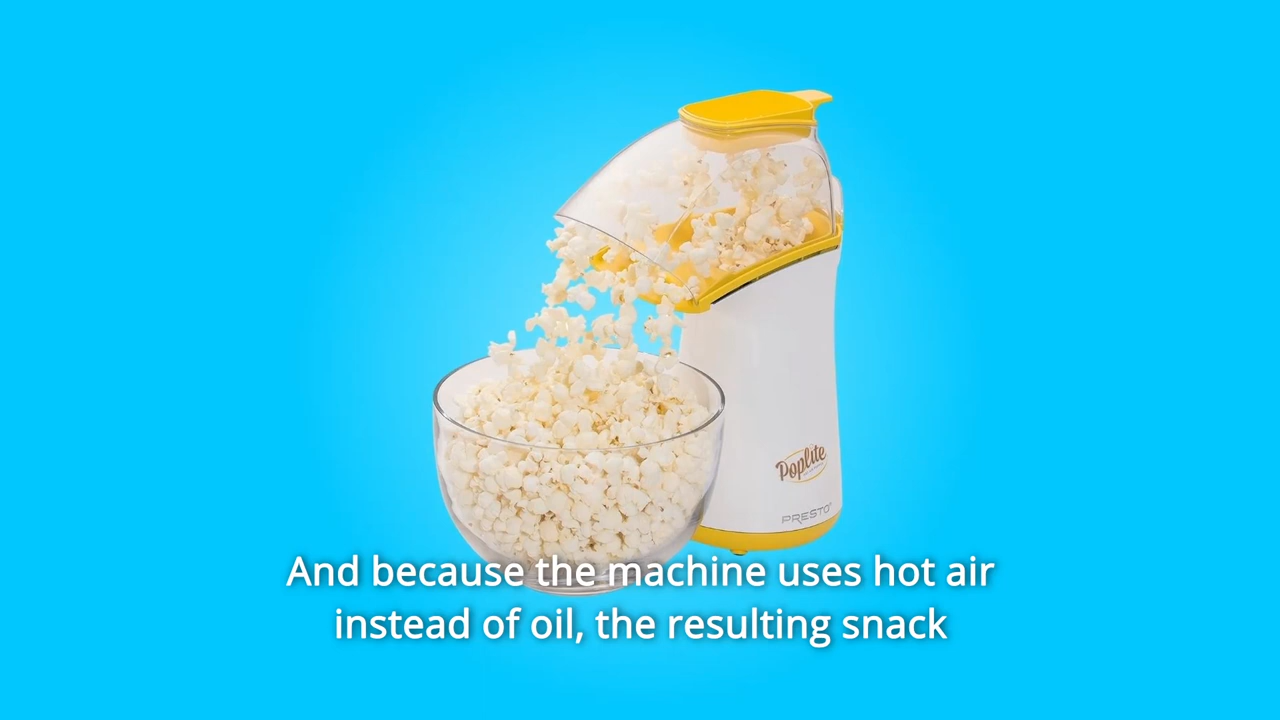 Poplite
PRESTO
And because the machine uses hot air
instead of oil, the resulting snack